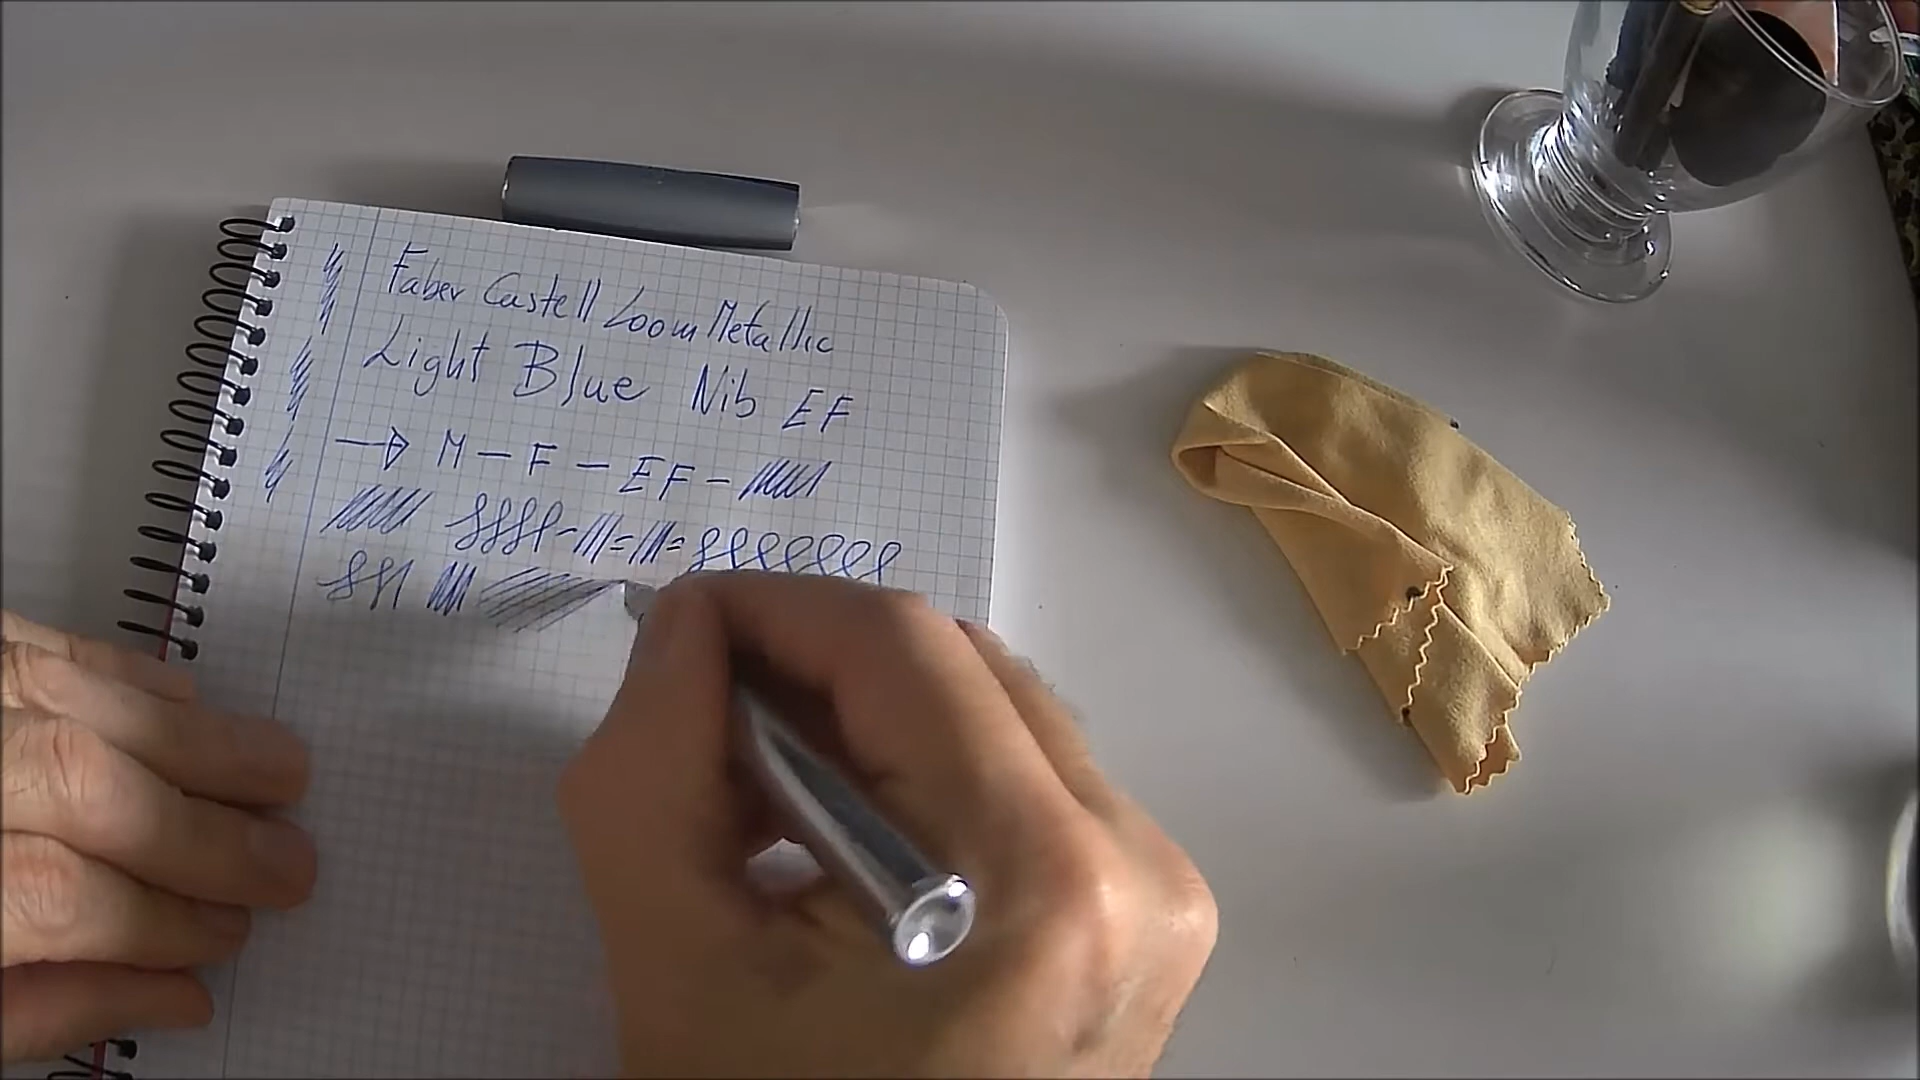 Faber Castell Loom Metallic
Light Blue Nib EF
→ M – F – EF –